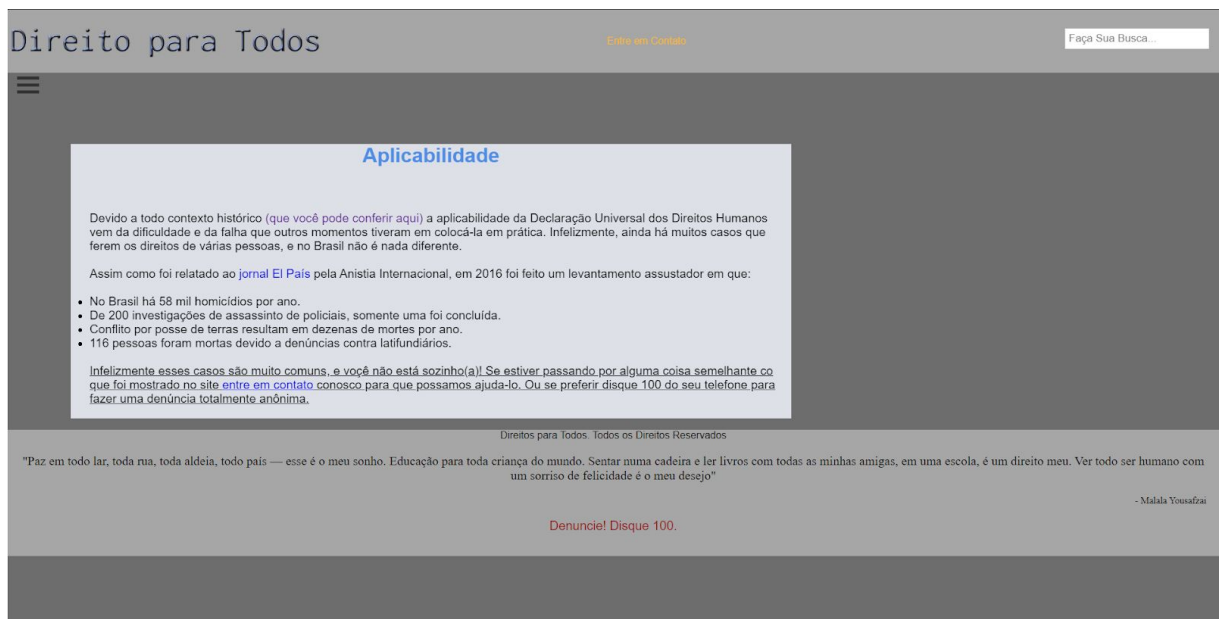 Direito para Todos
Entre em Contato
Faça Sua Busca...
Aplicabilidade
Devido a todo contexto histórico (que você pode conferir aqui) a aplicabilidade da Declaração Universal dos Direitos Humanos
vem da dificuldade e da falha que outros momentos tiveram em colocá-la em prática. Infelizmente, ainda há muitos casos que
ferem os direitos de várias pessoas, e no Brasil não é nada diferente.
Assim como foi relatado ao jornal El País pela Anistia Internacional, em 2016 foi feito um levantamento assustador em que:
• No Brasil há 58 mil homicídios por ano.
• De 200 investigações de assassinto de policiais, somente uma foi concluída.
• Conflito por posse de terras resultam em dezenas de mortes por ano.
• 116 pessoas foram mortas devido a denúncias contra latifundiários.
Infelizmente esses casos são muito comuns, e voçê não está sozinho(a)! Se estiver passando por alguma coisa semelhante co
que foi mostrado no site entre em contato conosco para que possamos ajuda-lo. Ou se preferir disque 100 do seu telefone para
fazer uma denúncia totalmente anônima.
Direitos para Todos. Todos os Direitos Reservados
"Paz em todo lar, toda rua, toda aldeia, todo país — esse é o meu sonho. Educação para toda criança do mundo. Sentar numa cadeira e ler livros com todas as minhas amigas, em uma escola, é um direito meu. Ver todo ser humano com
um sorriso de felicidade é o meu desejo"
- Malala Yousafzai
Denuncie! Disque 100.